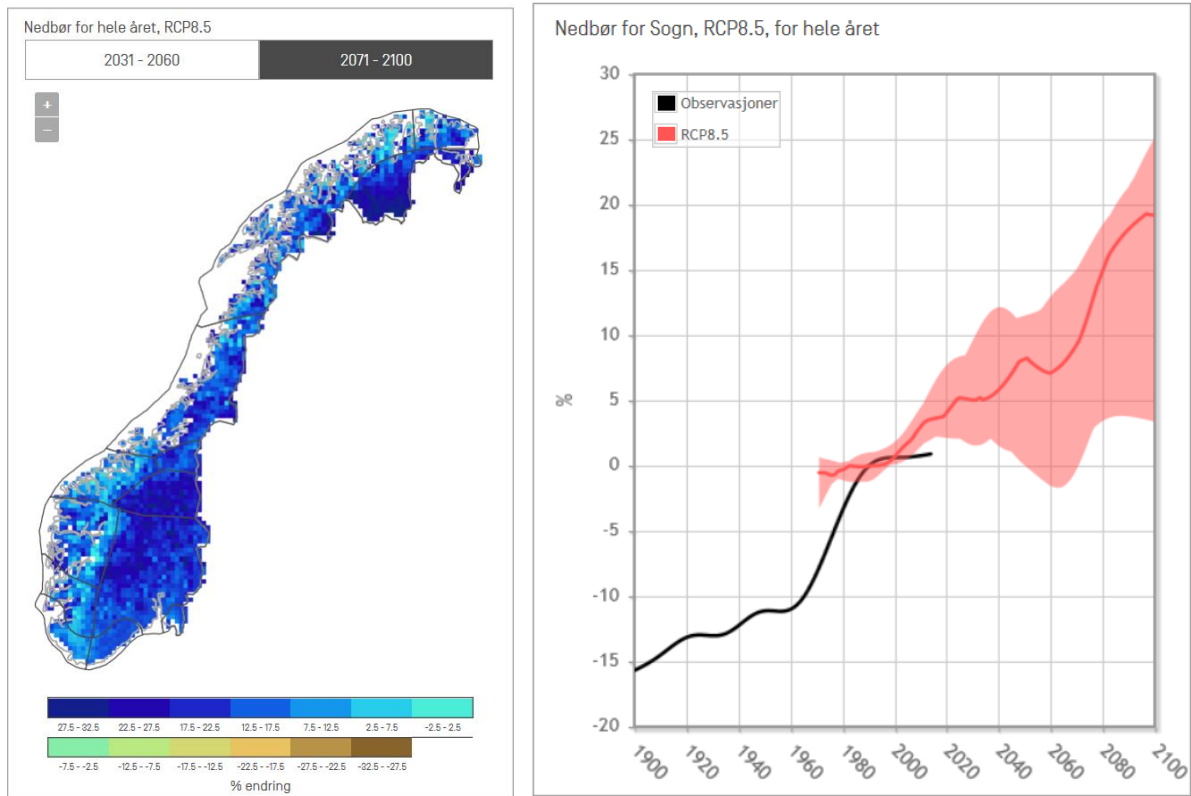 Nedbør for hele året, RCP8.5
2031 - 2060 2071 - 2100
+
−
27.5 - 32.5 22.5 - 27.5 17.5 - 22.5 12.5 - 17.5 7.5 - 12.5 2.5 - 7.5 -2.5 - 2.5
-7.5 - -2.5 -12.5 - -7.5 -17.5 - -12.5 -22.5 - -17.5 -27.5 - -22.5 -32.5 - -27.5
% endring
Nedbør for Sogn, RCP8.5, for hele året
Observasjoner
RCP8.5
30
25
20
15
10
5
0
-5
-10
-15
-20
%
1900 1920 1940 1960 1980 2000 2020 2040 2060 2080 2100